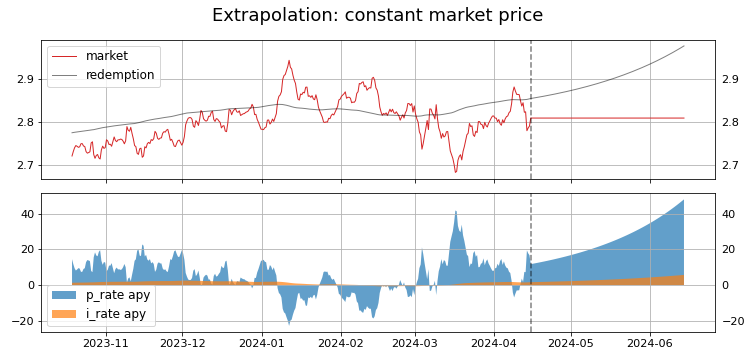 Extrapolation: constant market price
market
redemption
2.9
2.8
2.7
2.9
2.8
2.7
40
20
0
−20
40
20
0
−20
p_rate apy
i_rate apy
2023-11 2023-12 2024-01 2024-02 2024-03 2024-04 2024-05 2024-06